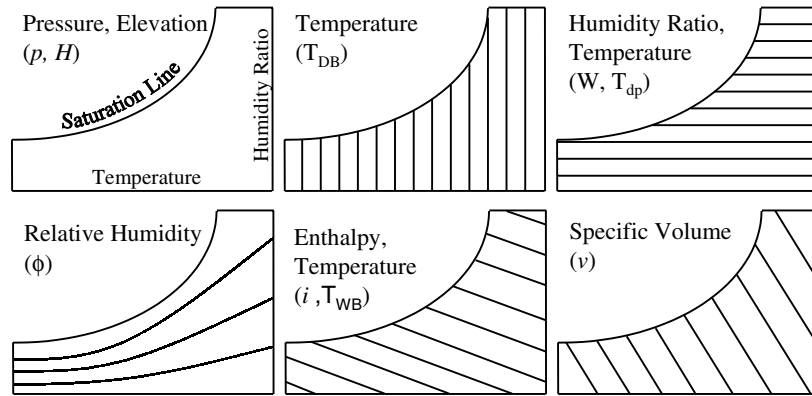 Pressure, Elevation
(p, H)
Saturation Line
Humidity Ratio
Temperature
Temperature
(T_DB)
Humidity Ratio,
Temperature
(W, T_dp)
Relative Humidity
(ϕ)
Enthalpy,
Temperature
(i ,T_WB)
Specific Volume
(v)